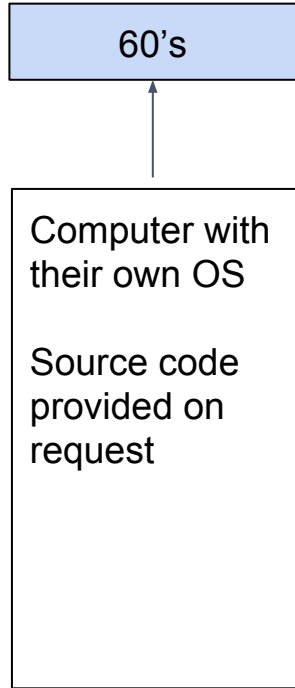 60’s
Computer with
their own OS
Source code
provided on
request